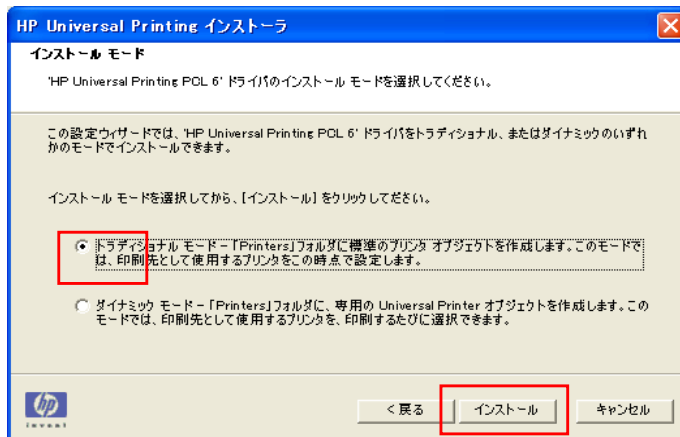 HP Universal Printing インストーラ
インストール モード
'HP Universal Printing PCL 6' ドライバのインストール モードを選択してください。
この設定ウィザードでは、'HP Universal Printing PCL 6' ドライバをトラディショナル、またはダイナミックのいずれ
かのモードでインストールできます。
インストール モードを選択してから、[インストール] をクリックしてださい。
トラディショナル モード - 「Printers」フォルダに標準のプリンタ オブジェクトを作成します。このモードで
は、印刷先として使用するプリンタをこの時点で設定します。
ダイナミック モード - 「Printers」フォルダに、専用の Universal Printer オブジェクトを作成します。この
モードでは、印刷先として使用するプリンタを、印刷するたびに選択できます。
hp
invent
< 戻る
インストール
キャンセル